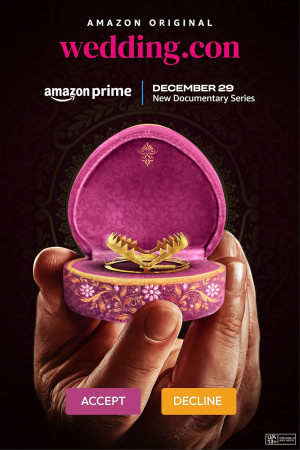 AMAZON ORIGINAL
wedding.con
amazon prime
DECEMBER 29
New Documentary Series
ACCEPT
DECLINE